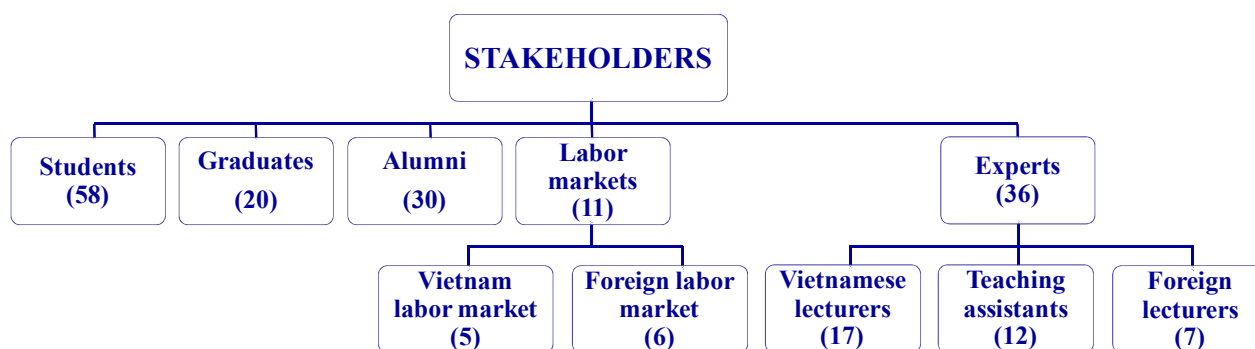 STAKEHOLDERS
Students
(58)
Graduates
(20)
Alumni
(30)
Labor
markets
(11)
Experts
(36)
Vietnam
labor market
(5)
Foreign labor
market
(6)
Vietnamese
lecturers
(17)
Teaching
assistants
(12)
Foreign
lecturers
(7)